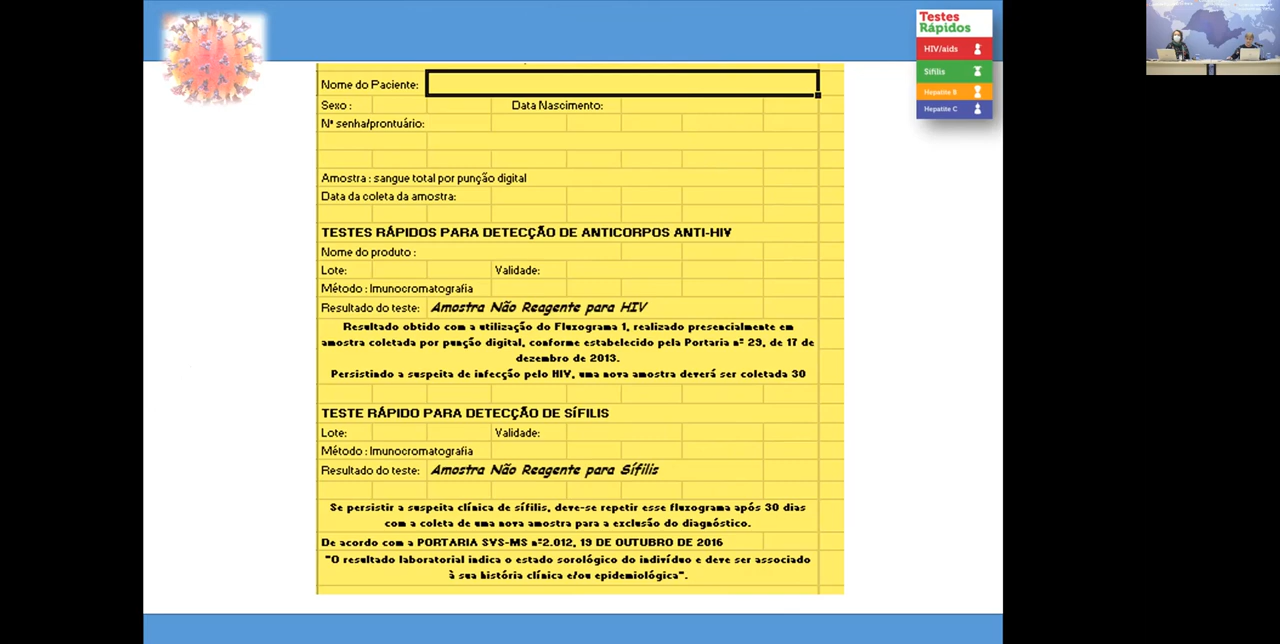 Testes
Rápidos
HIV/aids
Sífilis
Hepatite B
Hepatite C
Nome do Paciente:
Sexo : Data Nascimento:
Nº senha/prontuário:
Amostra : sangue total por punção digital
Data da coleta da amostra:
TESTES RÁPIDOS PARA DETECÇÃO DE ANTICORPOS ANTI-HIV
Nome do produto :
Lote: Validade:
Método : Imunocromatografia
Resultado do teste: Amostra Não Reagente para HIV
Resultado obtido com a utilização do Fluxograma 1, realizado presencialmente em
amostra coletada por punção digital, conforme estabelecido pela Portaria nº 29, de 17 de
dezembro de 2013.
Persistindo a suspeita de infecção pelo HIV, uma nova amostra deverá ser coletada 30
TESTE RÁPIDO PARA DETECÇÃO DE SÍFILIS
Lote: Validade:
Método : Imunocromatografia
Resultado do teste: Amostra Não Reagente para Sífilis
Se persistir a suspeita clínica de sífilis, deve-se repetir esse fluxograma após 30 dias
com a coleta de uma nova amostra para a exclusão do diagnóstico.
De acordo com a PORTARIA SVS-MS nº2.012, 19 DE OUTUBRO DE 2016
"O resultado laboratorial indica o estado sorológico do indivíduo e deve ser associado
à sua história clínica e/ou epidemiológica".